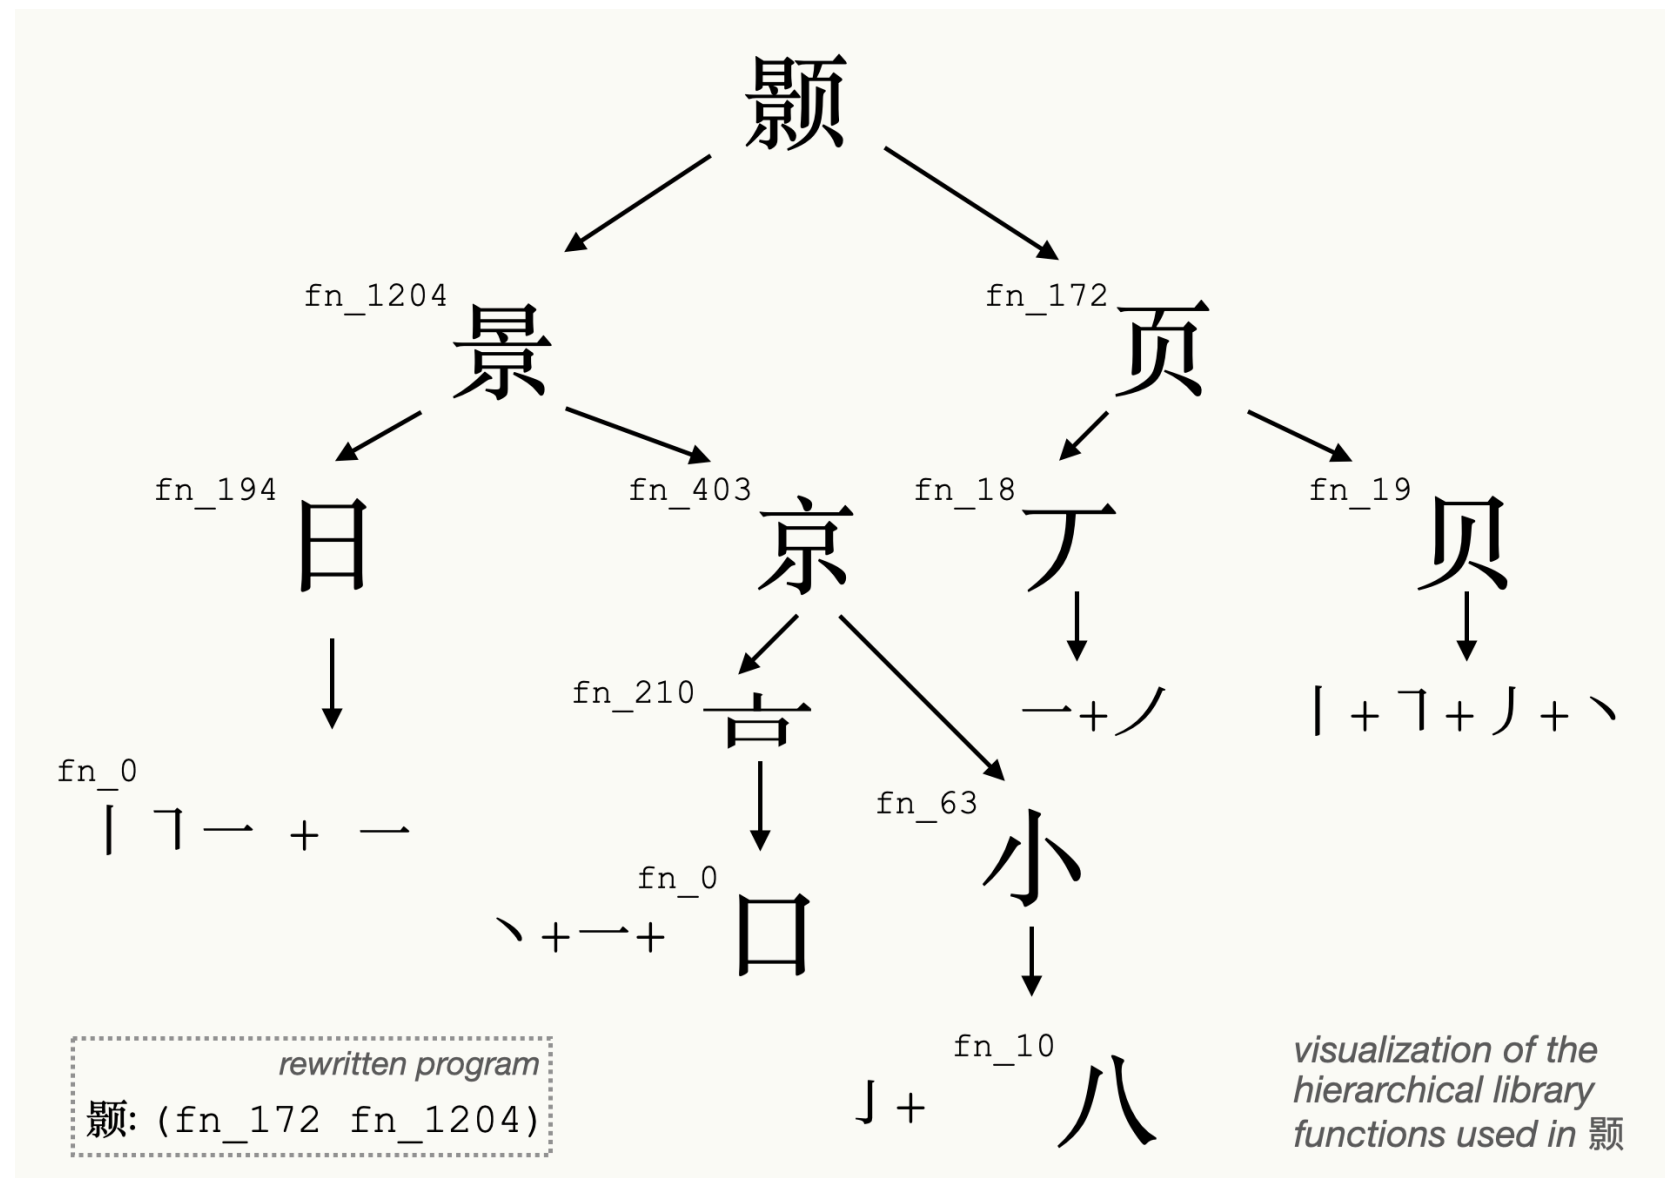 颢
fn_1204 景
fn_172 页
fn_194 日
fn_403 京
fn_18 丆
fn_19 贝
fn_210 𠮛
一+丿
丨+㇕+丿+丶
fn_0
丨 ㇕ 一 + 一
fn_63 小
丶+一+ fn_0 口
fn_10 八
亅+
rewritten program
颢: (fn_172 fn_1204)
visualization of the
hierarchical library
functions used in 颢